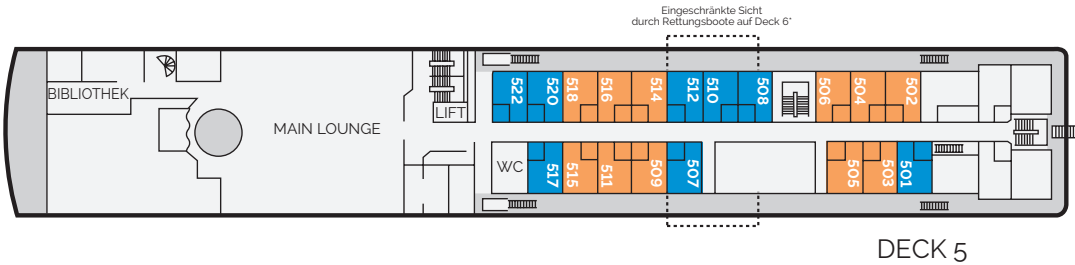 Eingeschränkte Sicht
durch Rettungsboote auf Deck 6*
BIBLIOTHEK
MAIN LOUNGE
LIFT
522
520
518
516
514
512
510
508
506
504
502
WC
517
515
511
509
507
505
503
501
DECK 5